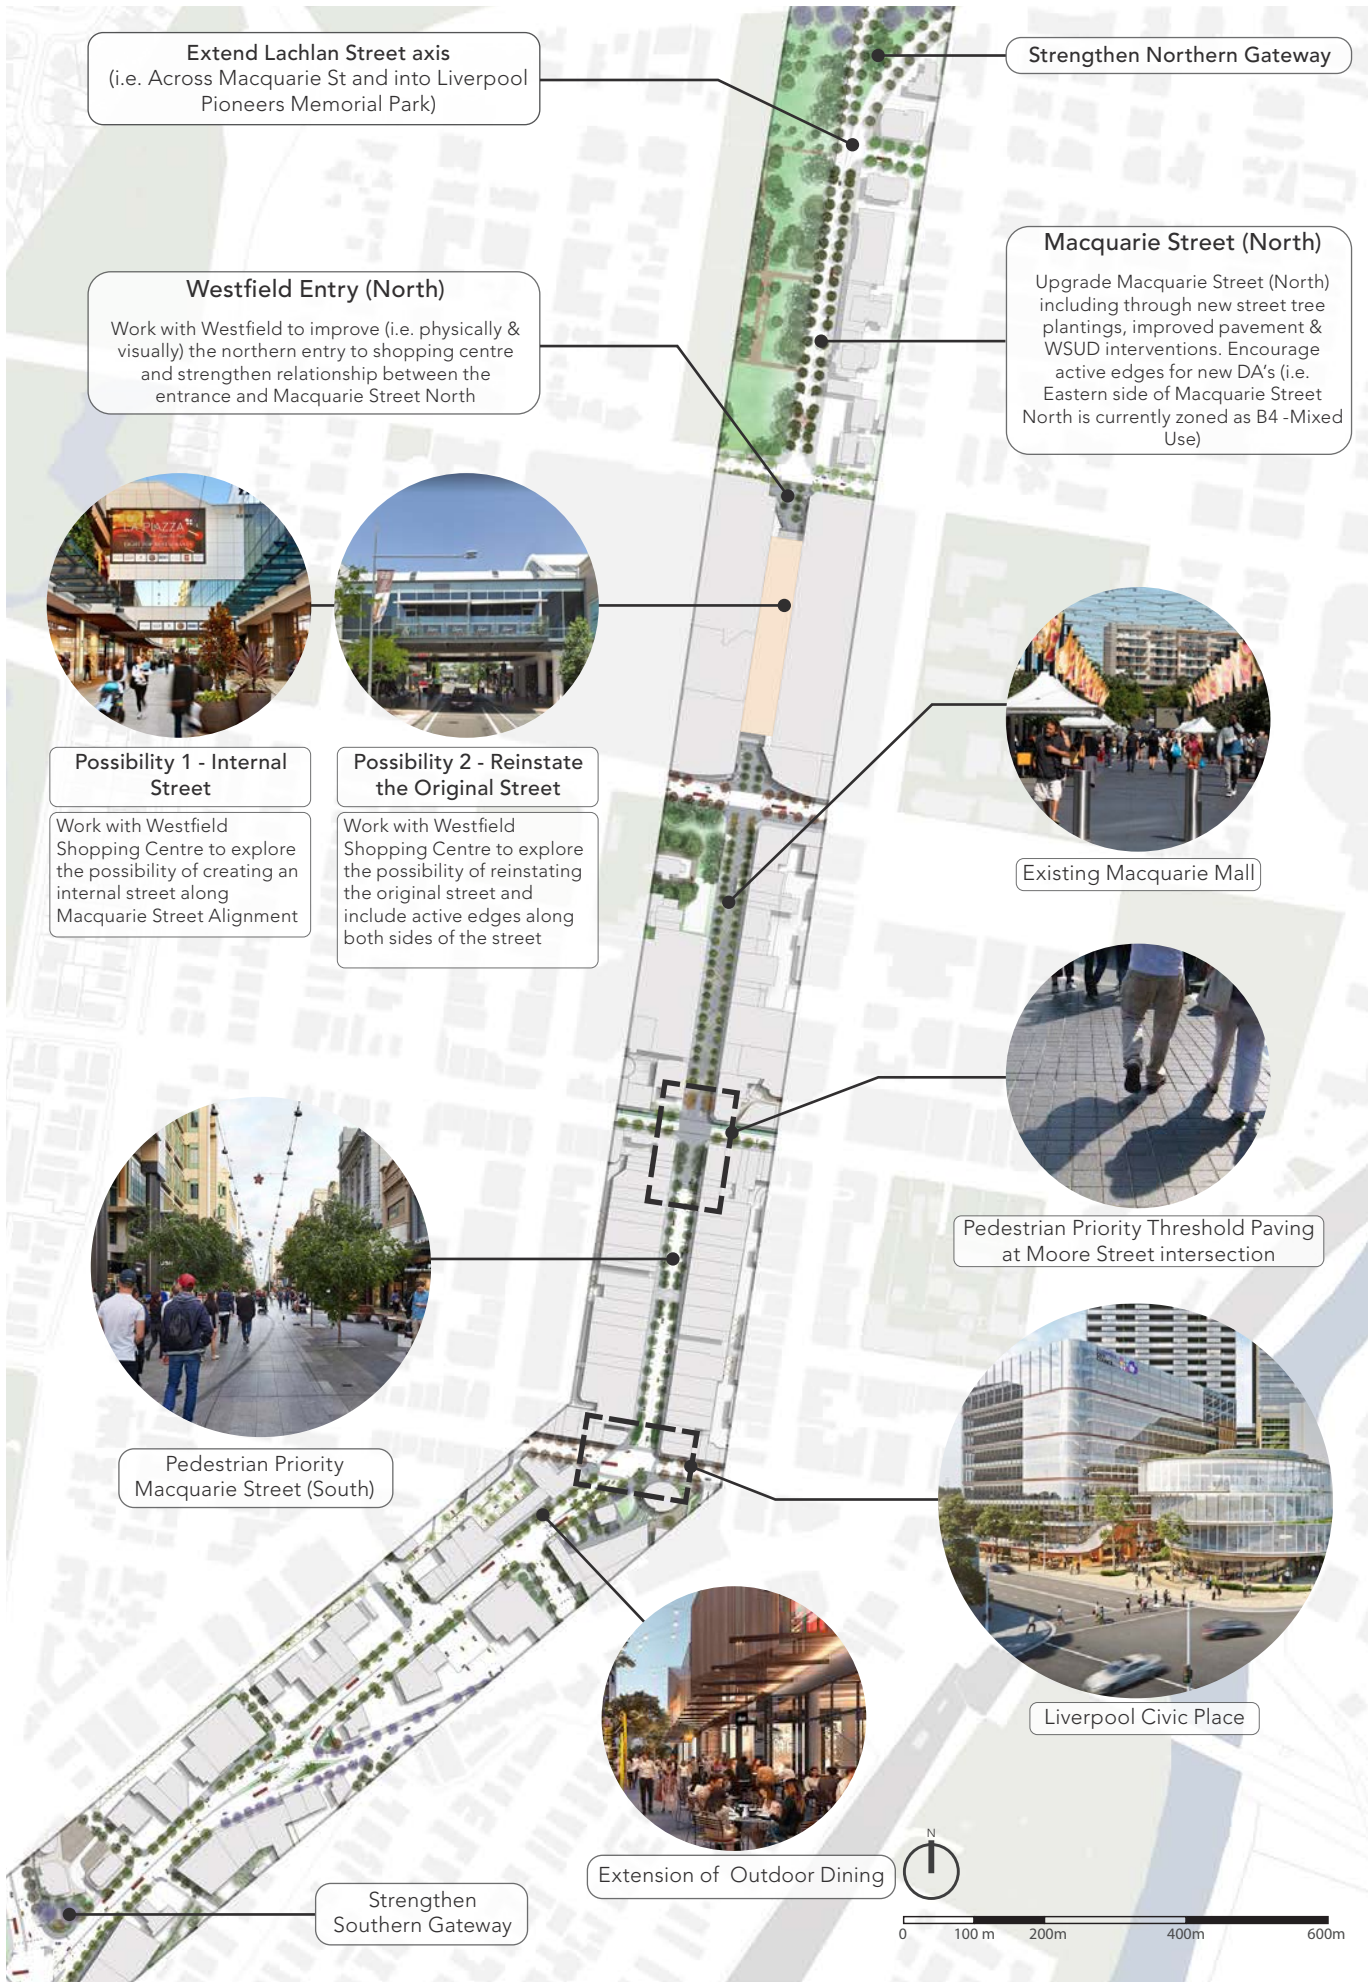 Extend Lachlan Street axis
(i.e. Across Macquarie St and into Liverpool
Pioneers Memorial Park)
Strengthen Northern Gateway
Macquarie Street (North)
Upgrade Macquarie Street (North)
including through new street tree
plantings, improved pavement &
WSUD interventions. Encourage
active edges for new DA's (i.e.
Eastern side of Macquarie Street
North is currently zoned as B4 -Mixed
Use)
Westfield Entry (North)
Work with Westfield to improve (i.e. physically &
visually) the northern entry to shopping centre
and strengthen relationship between the
entrance and Macquarie Street North
LA PIAZZA
Possibility 1 - Internal
Street
Work with Westfield
Shopping Centre to explore
the possibility of creating an
internal street along
Macquarie Street Alignment
Possibility 2 - Reinstate
the Original Street
Work with Westfield
Shopping Centre to explore
the possibility of reinstating
the original street and
include active edges along
both sides of the street
Existing Macquarie Mall
Pedestrian Priority Threshold Paving
at Moore Street intersection
Pedestrian Priority
Macquarie Street (South)
Liverpool Civic Place
Extension of Outdoor Dining
Strengthen
Southern Gateway
N
0 100 m 200m 400m 600m